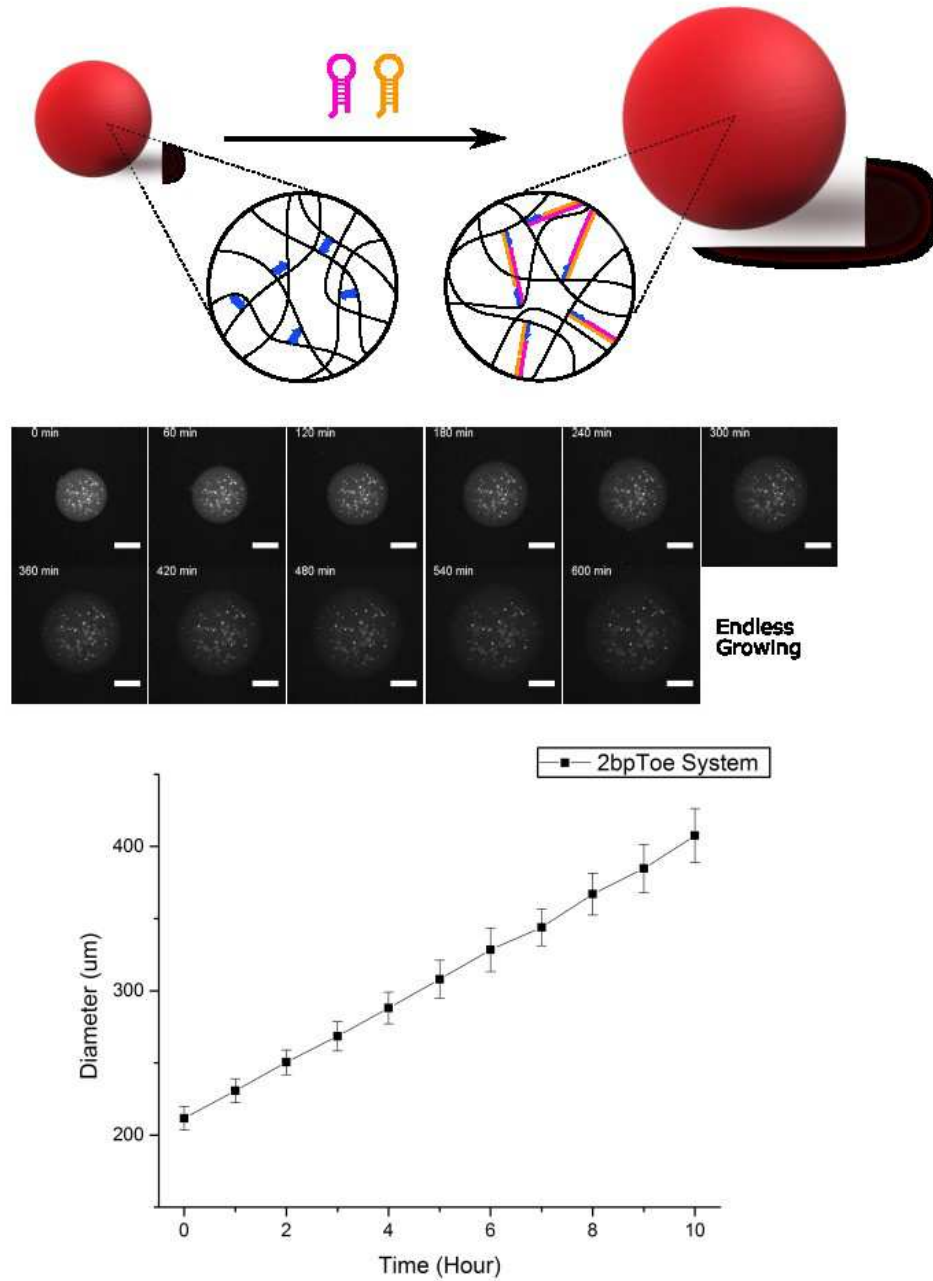 0 min
60 min
120 min
180 min
240 min
300 min
360 min
420 min
480 min
540 min
600 min
Endless
Growing
2bpToe System
400
300
200
Diameter (um)
0
2
4
6
8
10
Time (Hour)